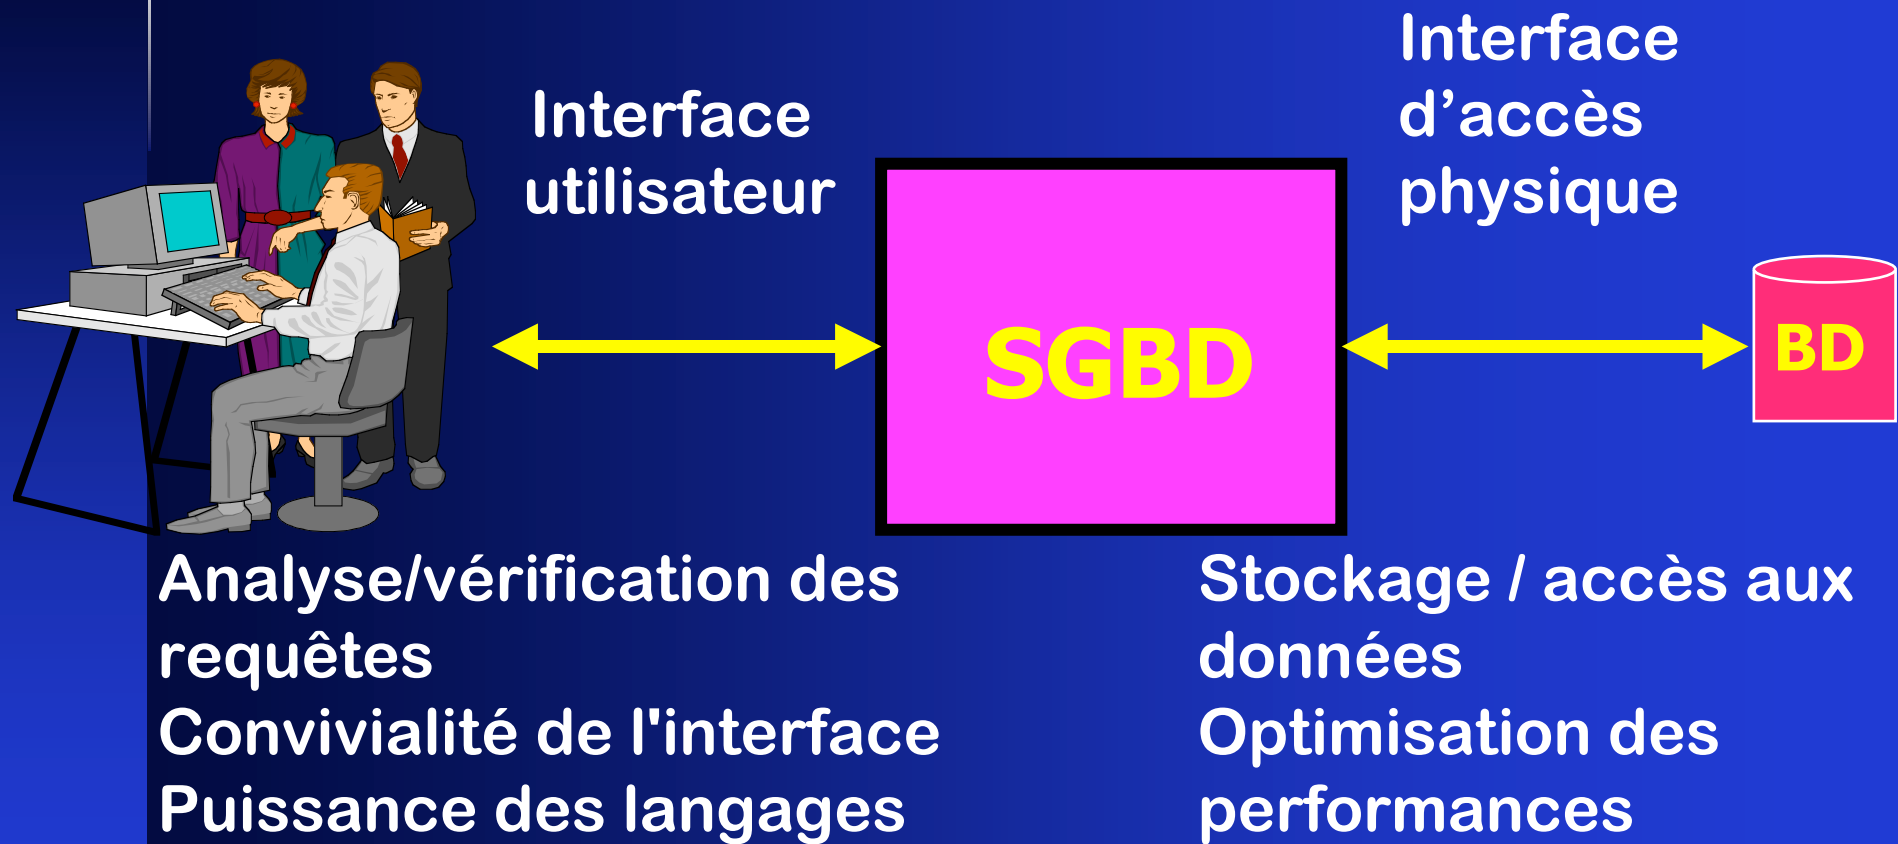 Interface
utilisateur
Interface
d’accès
physique
SGBD
BD
Analyse/vérification des
requêtes
Convivialité de l'interface
Puissance des langages
Stockage / accès aux
données
Optimisation des
performances